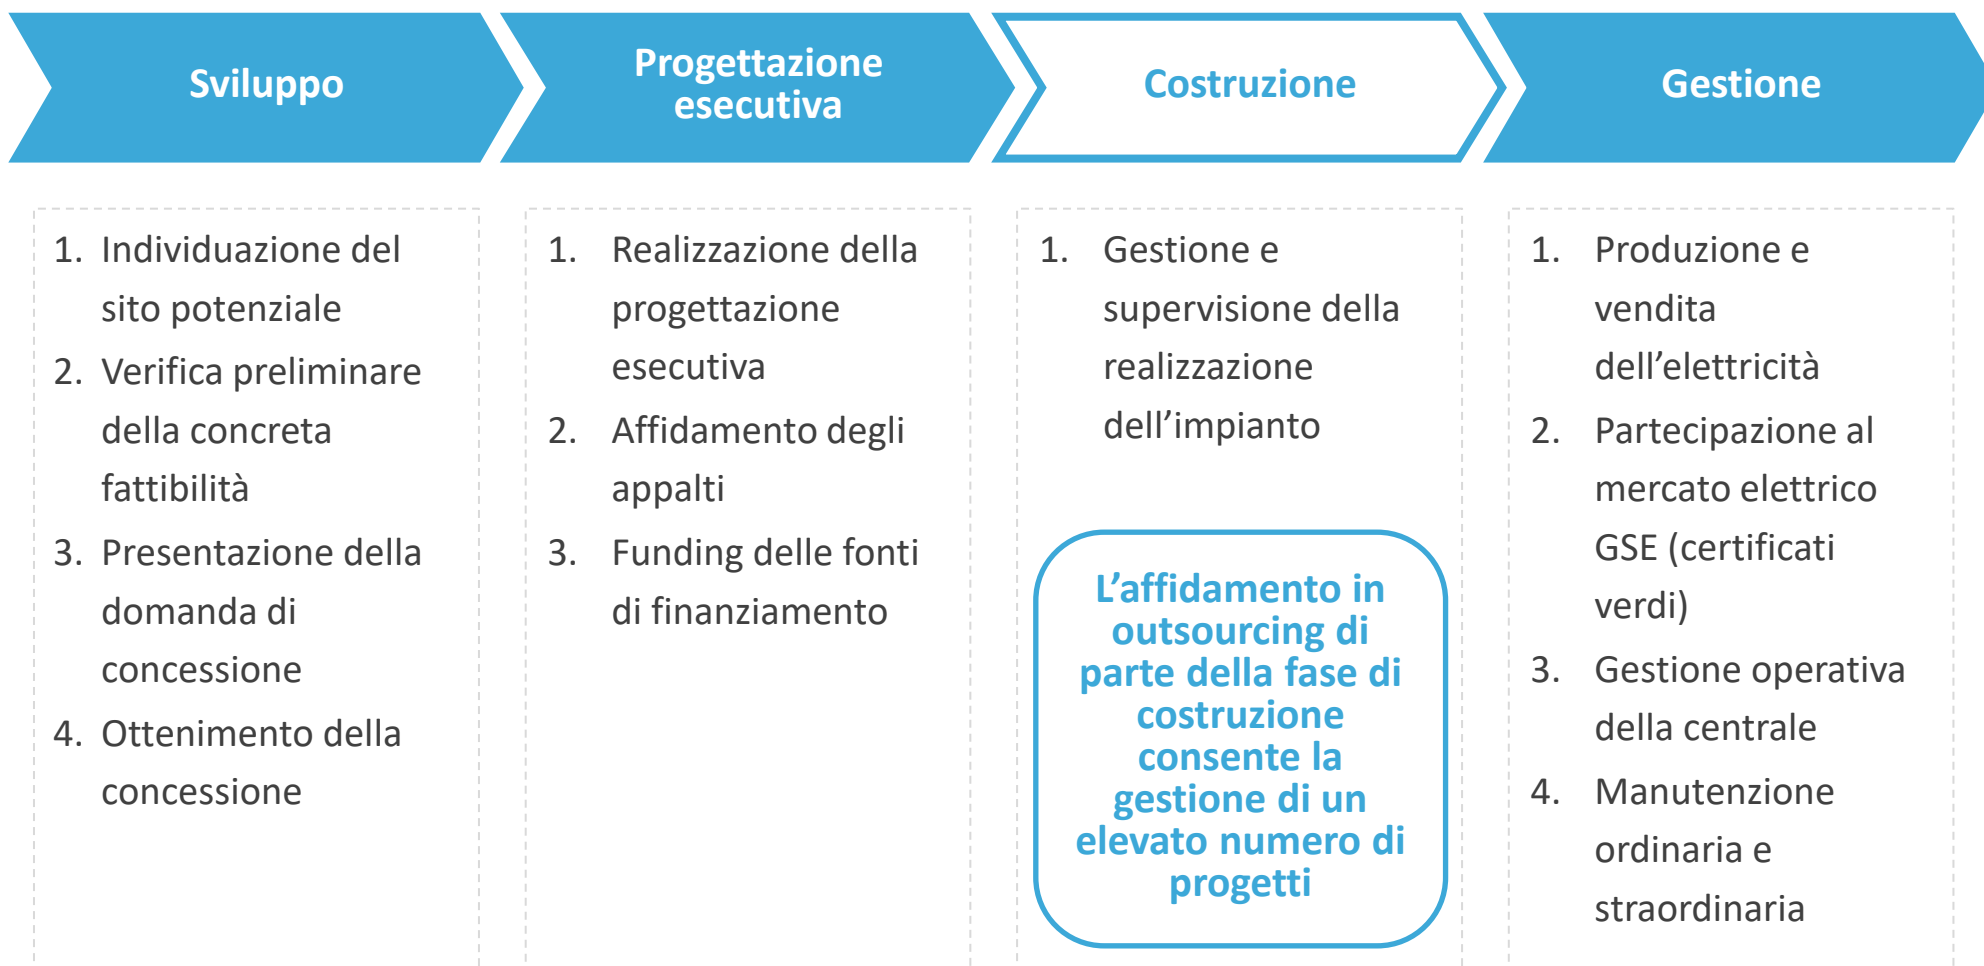 Sviluppo
Progettazione
esecutiva
Costruzione
Gestione
1. Individuazione del
sito potenziale
2. Verifica preliminare
della concreta
fattibilità
3. Presentazione della
domanda di
concessione
4. Ottenimento della
concessione
1. Realizzazione della
progettazione
esecutiva
2. Affidamento degli
appalti
3. Funding delle fonti
di finanziamento
1. Gestione e
supervisione della
realizzazione
dell’impianto
L’affidamento in
outsourcing di
parte della fase di
costruzione
consente la
gestione di un
elevato numero di
progetti
1. Produzione e
vendita
dell’elettricità
2. Partecipazione al
mercato elettrico
GSE (certificati
verdi)
3. Gestione operativa
della centrale
4. Manutenzione
ordinaria e
straordinaria